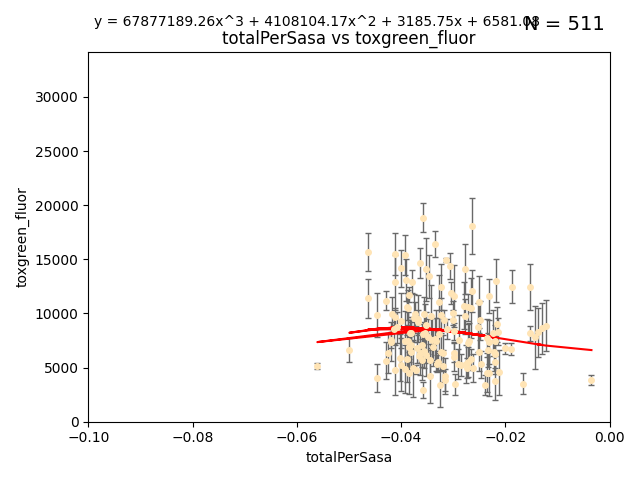 y = 67877189.26x^3 + 4108104.17x^2 + 3185.75x + 6581.08
N = 511
totalPerSasa vs toxgreen_fluor
30000
25000
20000
15000
10000
5000
0
toxgreen_fluor
−0.10 −0.08 −0.06 −0.04 −0.02 0.00
totalPerSasa